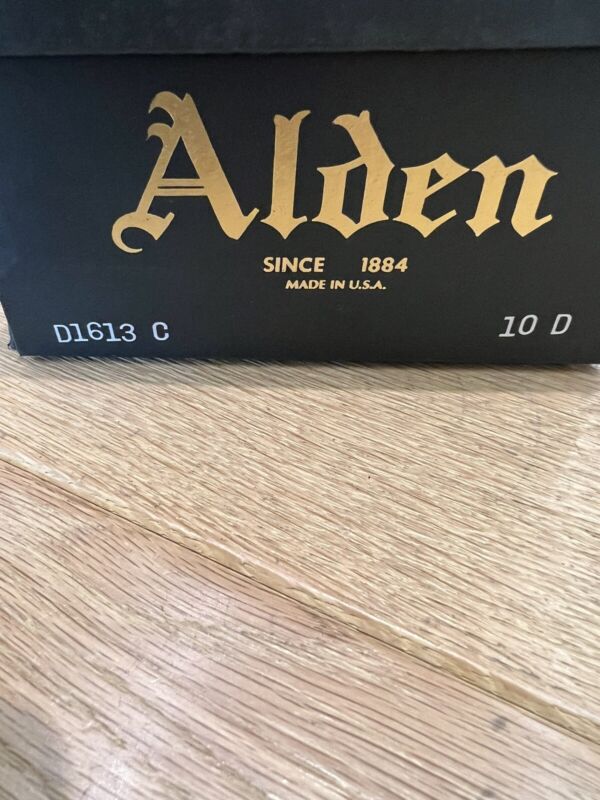 Alden
SINCE 1884
MADE IN U.S.A.
D1613 C 10 D